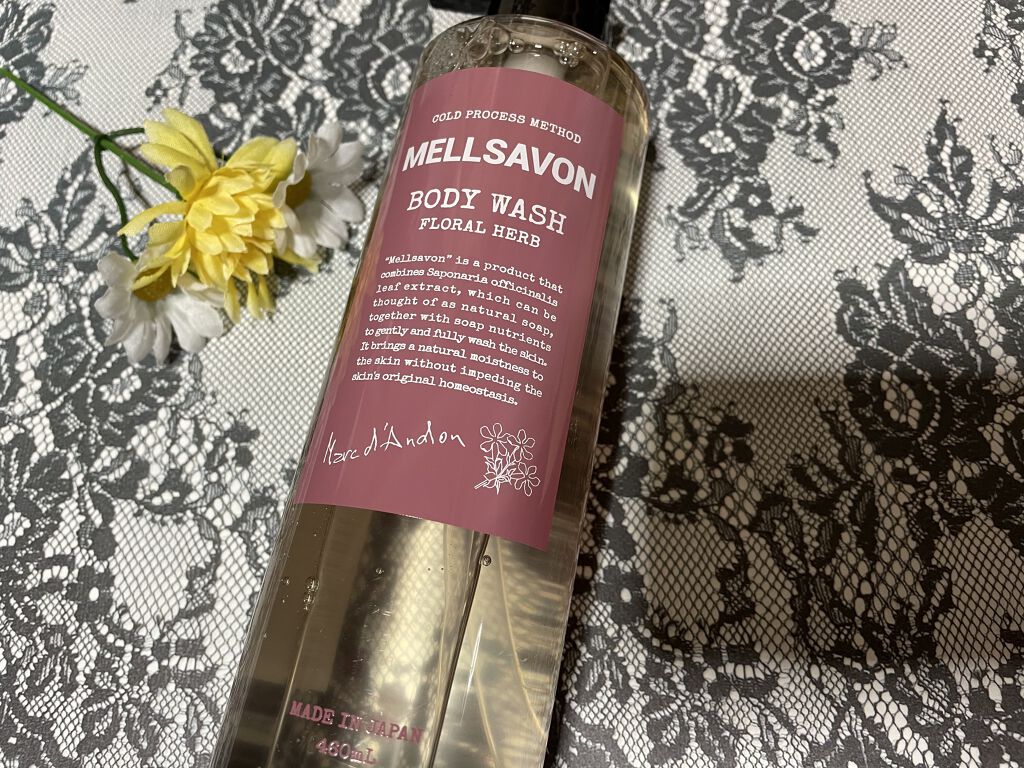 COLD PROCESS METHOD
MELLSAVON
BODY WASH
FLORAL HERB
"Mellsavon" is a product that
combines Saponaria officinalis
leaf extract, which can be
thought of as natural soap,
together with soap nutrients
to gently and fully wash the skin.
It brings a natural moistness to
the skin without impeding the
skin's original homeostasis.
Marc d'Andon
MADE IN JAPAN
460mL